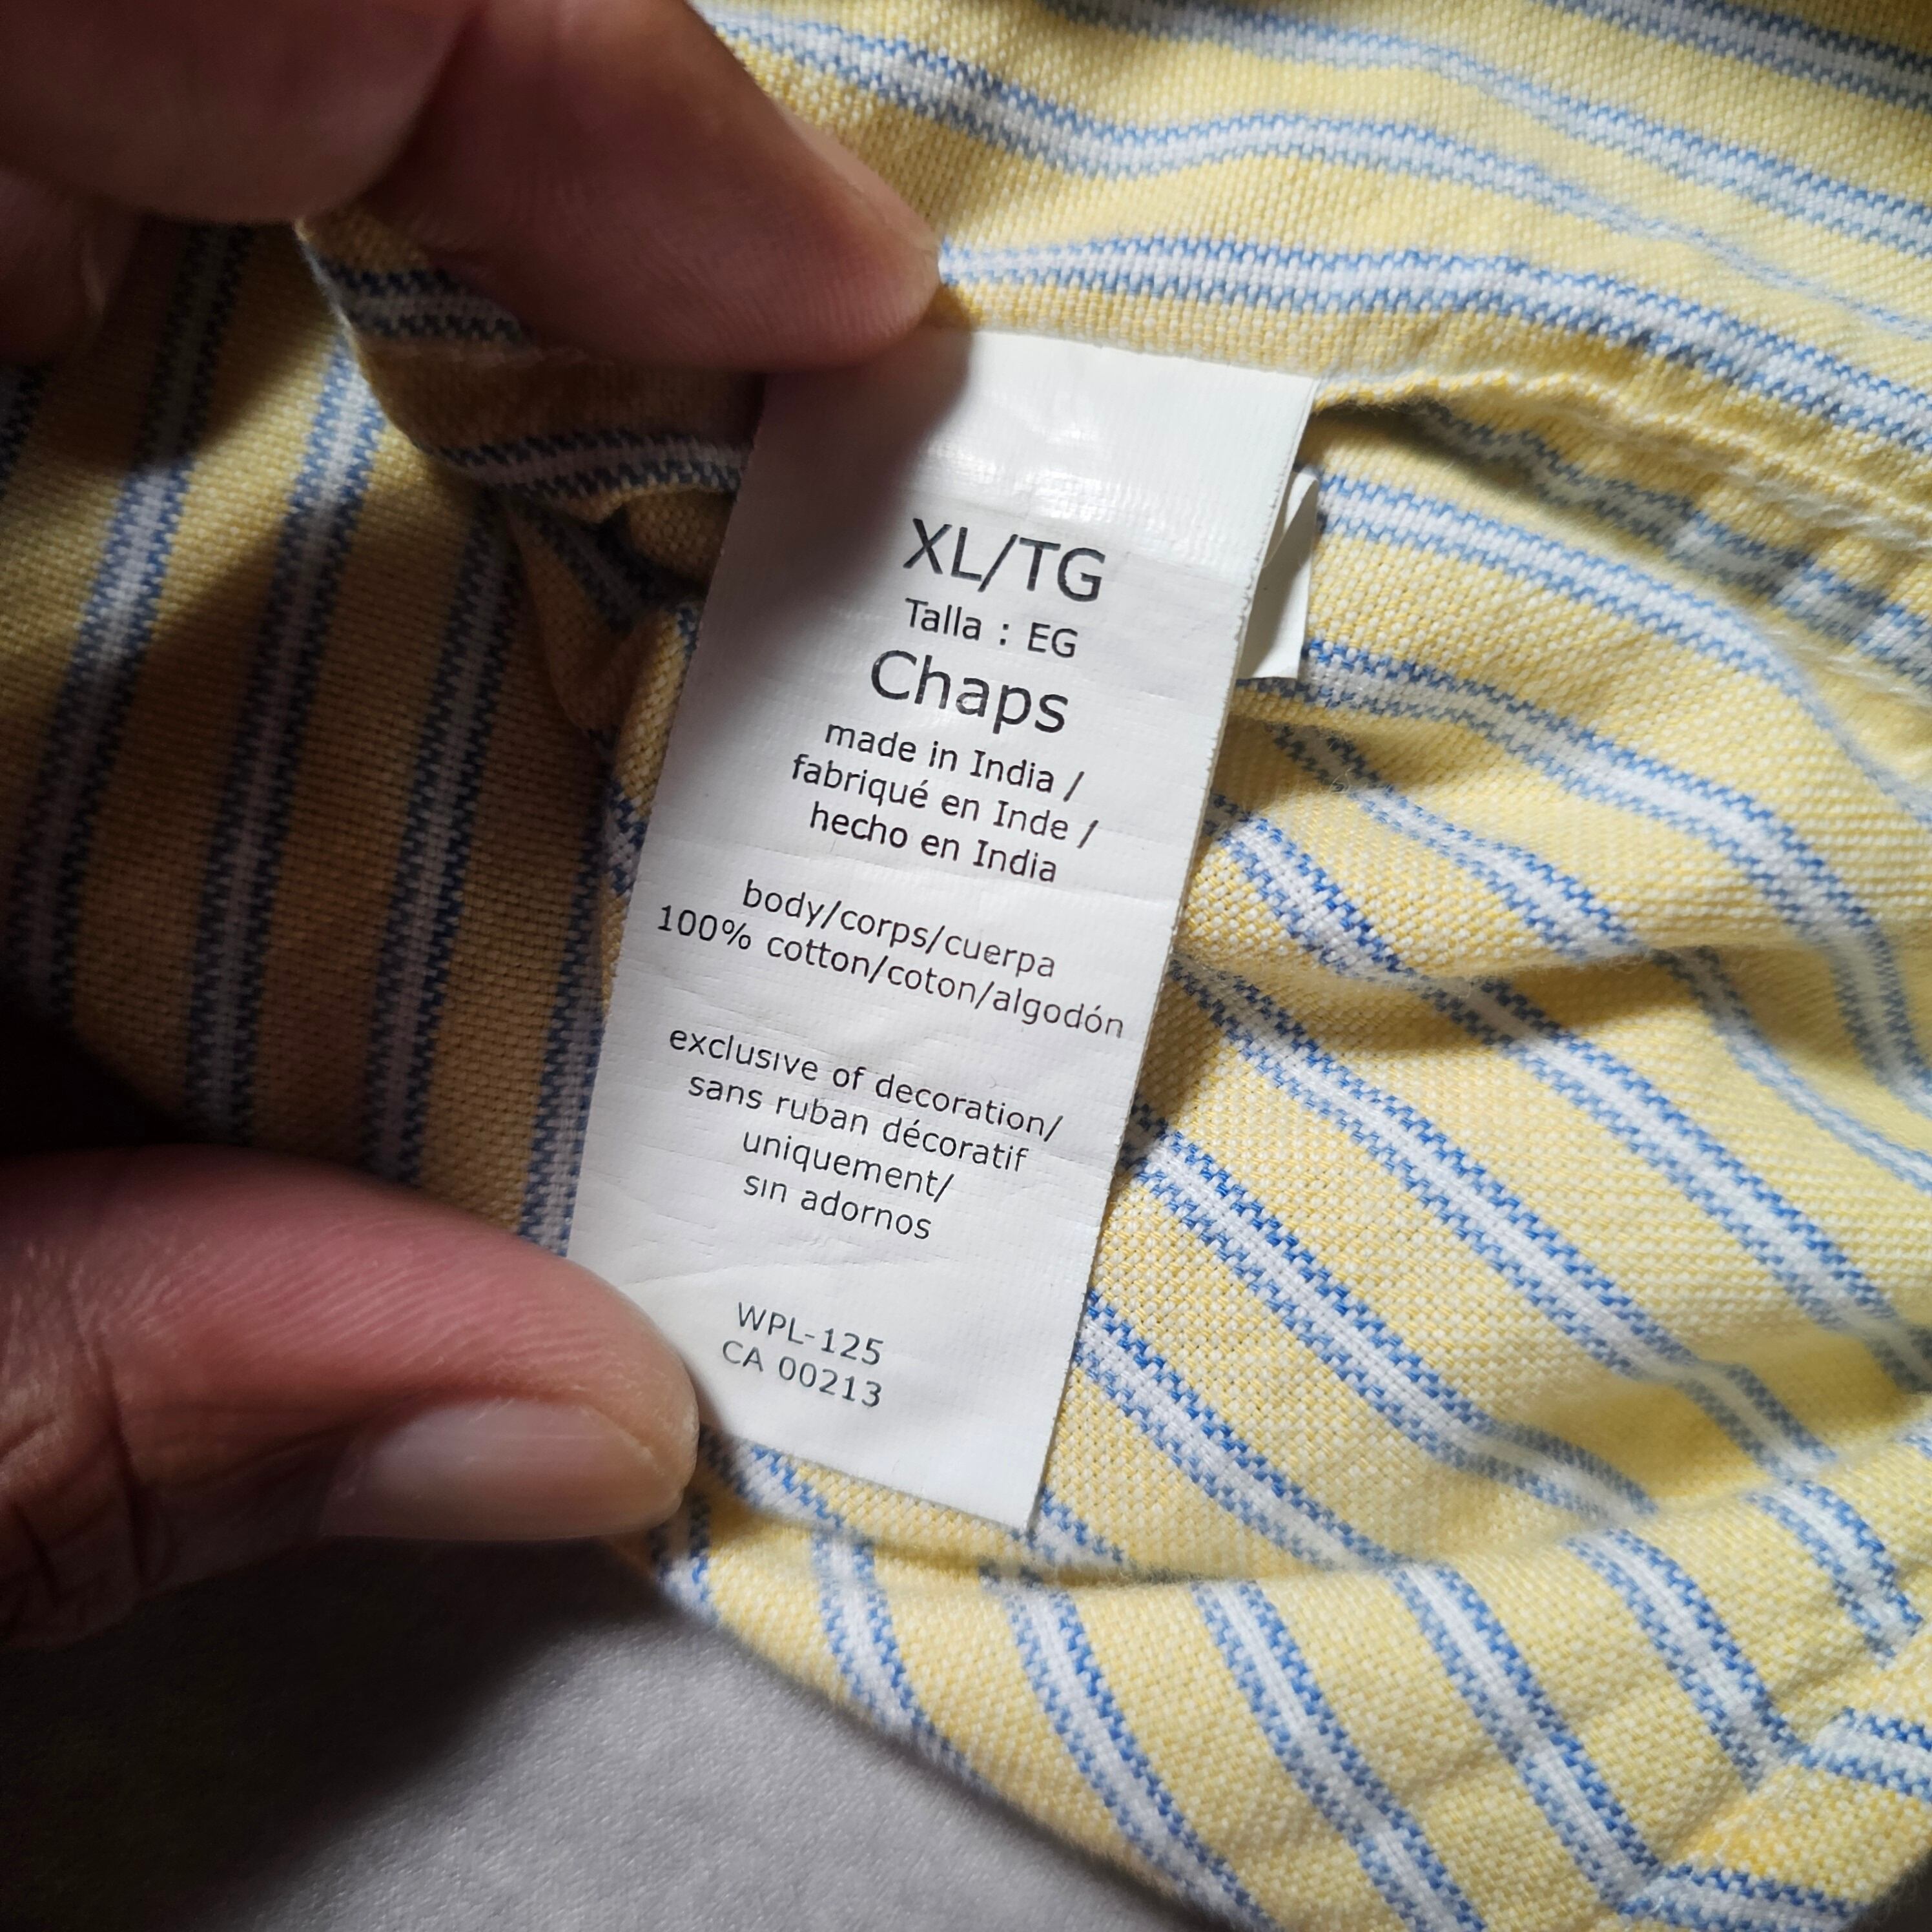 XL/TG
Talla : EG
Chaps
made in India /
fabriqué en Inde /
hecho en India
body/corps/cuerpa
100% cotton/coton/algodón
exclusive of decoration/
sans ruban décoratif
uniquement/
sin adornos
WPL-125
CA 00213